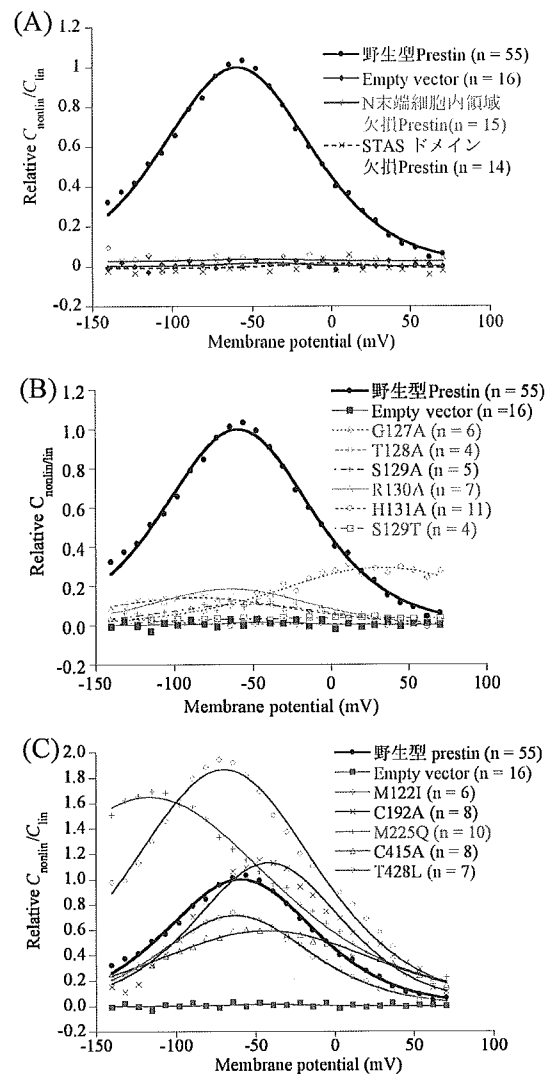 (A)
1.2
1
0.8
0.6
0.4
0.2
0
-0.2
Relative Cnonlin/Clin
-150 -100 -50 0 50 100
Membrane potential (mV)
野生型Prestin (n = 55)
Empty vector (n = 16)
N末端細胞内領域
欠損Prestin(n = 15)
STAS ドメイン
欠損Prestin (n = 14)
(B)
1.2
1.0
0.8
0.6
0.4
0.2
0.0
-0.2
Relative Cnonlin/lin
-150 -100 -50 0 50 100
Membrane potential (mV)
野生型Prestin (n = 55)
Empty vector (n =16)
G127A (n = 6)
T128A (n = 4)
S129A (n = 5)
R130A (n = 7)
H131A (n = 11)
S129T (n = 4)
(C)
2.0
1.8
1.6
1.4
1.2
1.0
0.8
0.6
0.4
0.2
0.0
-0.2
Relative Cnonlin/Clin
-150 -100 -50 0 50 100
Membrane potential (mV)
野生型 prestin (n = 55)
Empty vector (n = 16)
M122I (n = 6)
C192A (n = 8)
M225Q (n = 10)
C415A (n = 8)
T428L (n = 7)